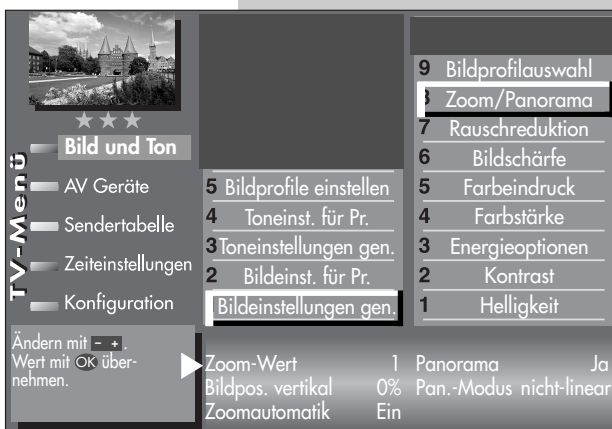 TV-Menü
Bild und Ton
AV Geräte
Sendertabelle
Zeiteinstellungen
Konfiguration
5 Bildprofile einstellen
4 Toneinst. für Pr.
3 Toneinstellungen gen.
2 Bildeinst. für Pr.
Bildeinstellungen gen.
9 Bildprofilauswahl
8 Zoom/Panorama
7 Rauschreduktion
6 Bildschärfe
5 Farbeindruck
4 Farbstärke
3 Energieoptionen
2 Kontrast
1 Helligkeit
Ändern mit - + .
Wert mit OK über-
nehmen.
Zoom-Wert 1 Panorama Ja
Bildpos. vertikal 0% Pan.-Modus nicht-linear
Zoomautomatik Ein